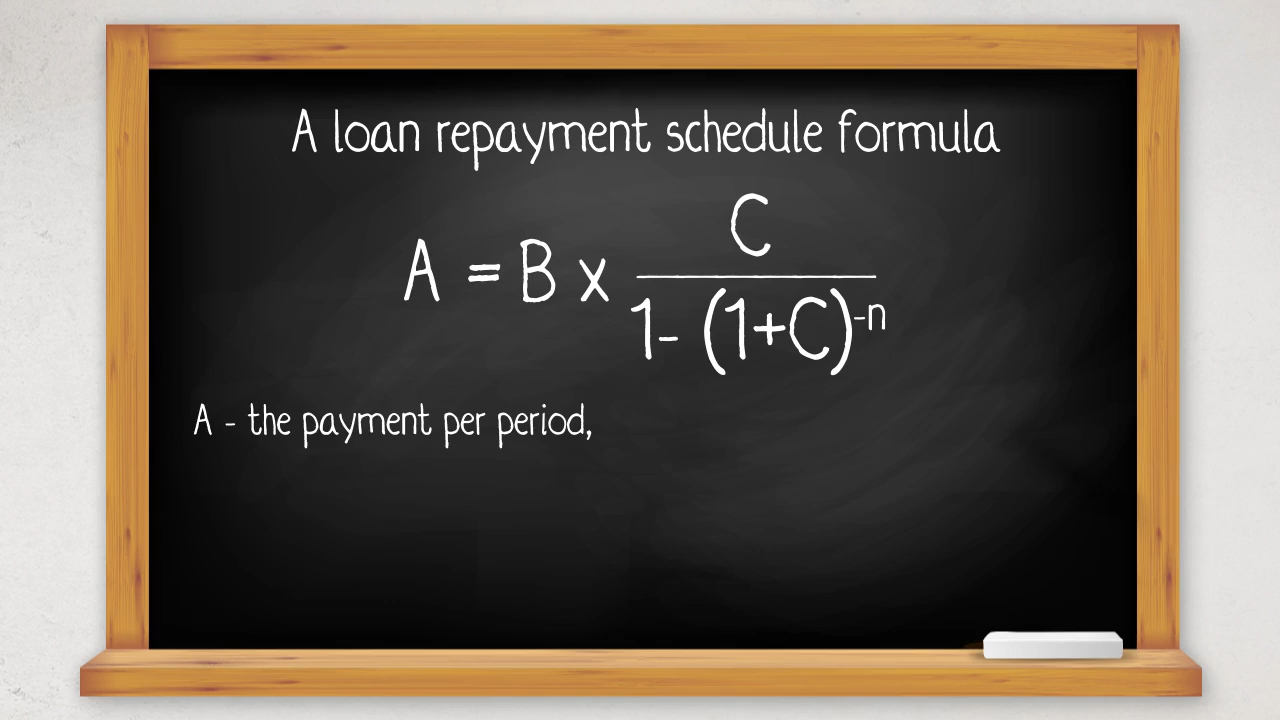 A loan repayment schedule formula
A = B x C / 1- (1+C)⁻ⁿ
A - the payment per period,